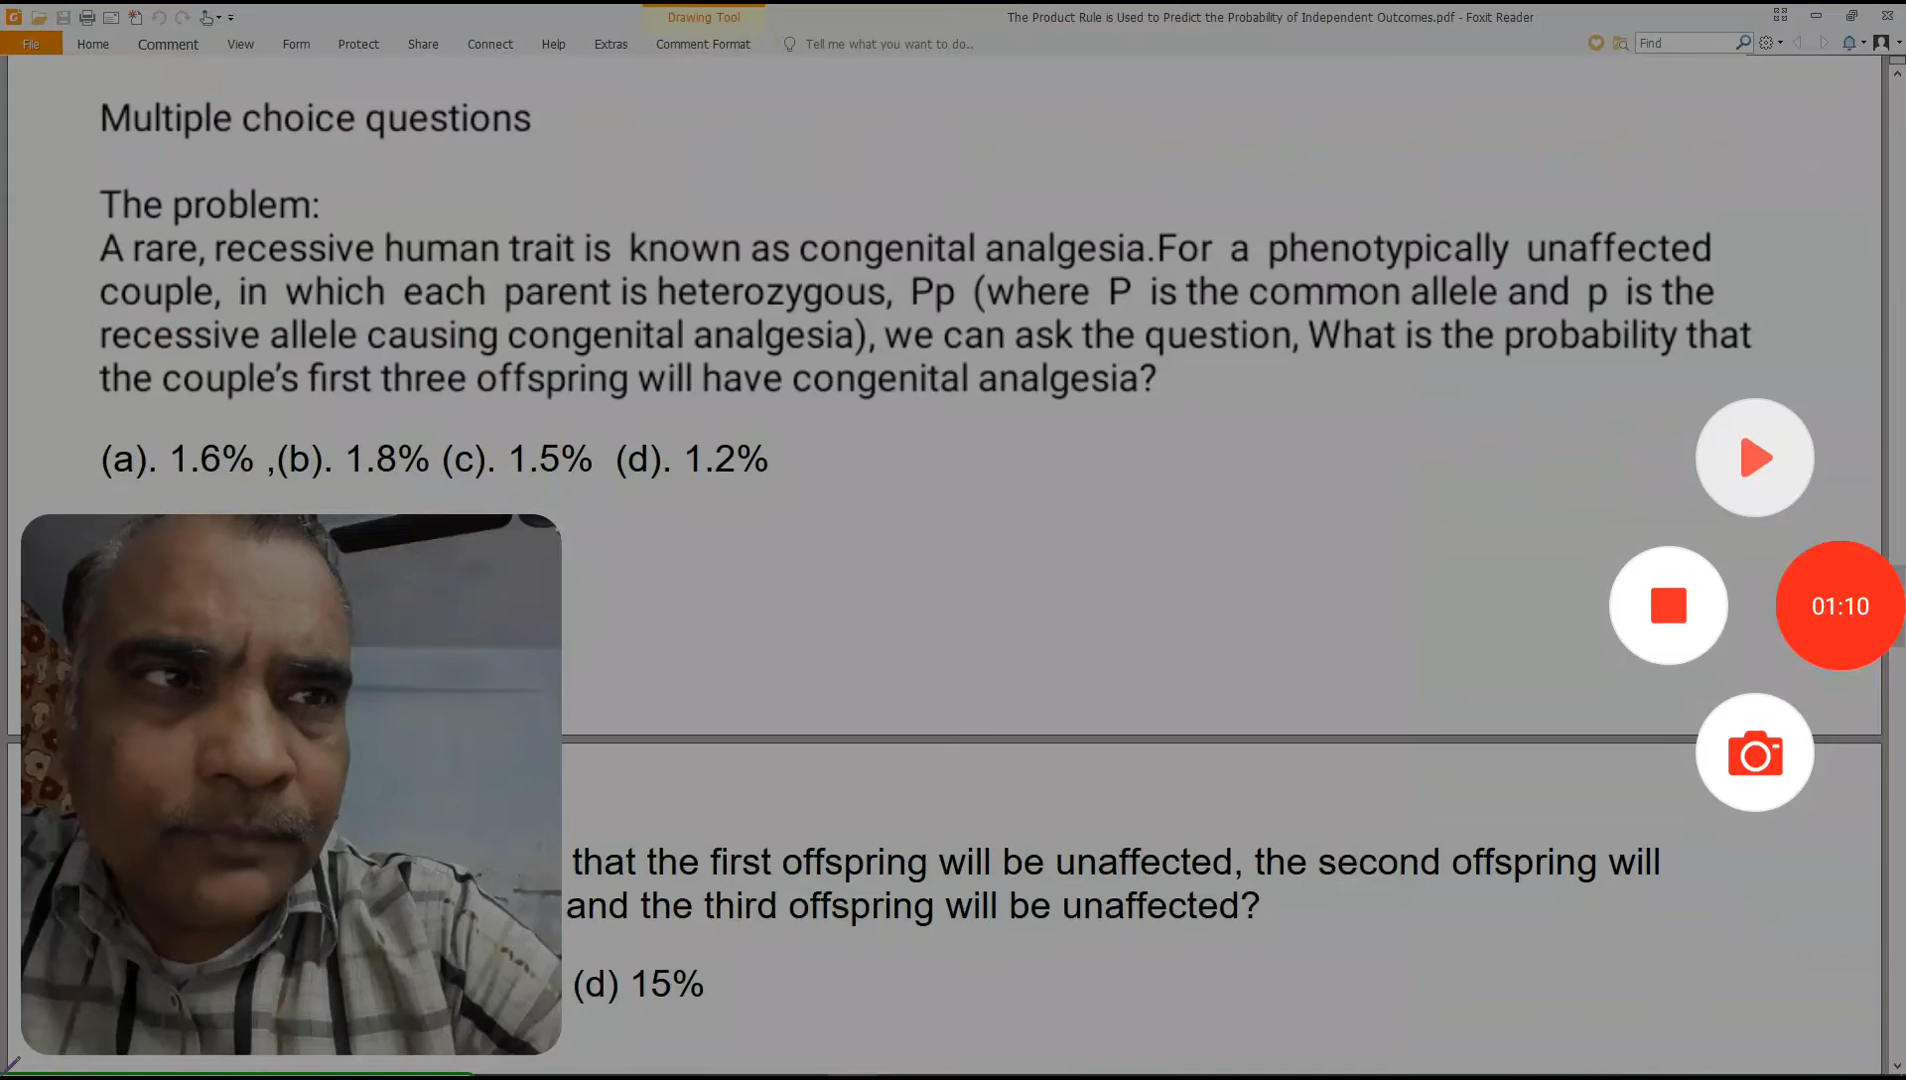 Drawing Tool
The Product Rule is Used to Predict the Probability of Independent Outcomes.pdf - Foxit Reader
File Home Comment View Form Protect Share Connect Help Extras Comment Format Tell me what you want to do.. Find
Multiple choice questions
The problem:
A rare, recessive human trait is known as congenital analgesia.For a phenotypically unaffected
couple, in which each parent is heterozygous, Pp (where P is the common allele and p is the
recessive allele causing congenital analgesia), we can ask the question, What is the probability that
the couple's first three offspring will have congenital analgesia?
(a). 1.6% ,(b). 1.8% (c). 1.5% (d). 1.2%
01:10
that the first offspring will be unaffected, the second offspring will
and the third offspring will be unaffected?
(d) 15%